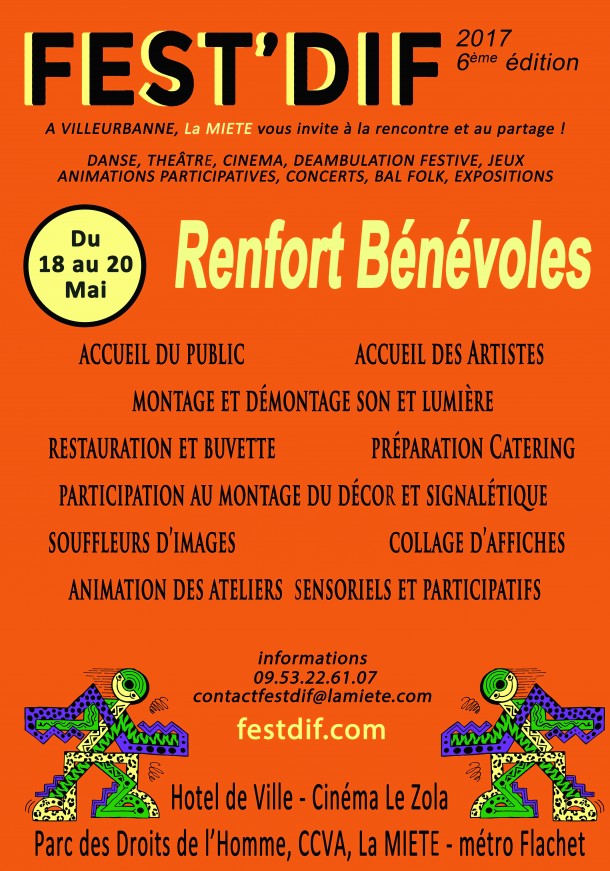 FEST'DIF
2017
6ème édition
A VILLEURBANNE, La MIETE vous invite à la rencontre et au partage !
DANSE, THEÂTRE, CINEMA, DEAMBULATION FESTIVE, JEUX
ANIMATIONS PARTICIPATIVES, CONCERTS, BAL FOLK, EXPOSITIONS
Du
18 au 20
Mai
Renfort Bénévoles
ACCUEIL DU PUBLIC ACCUEIL DES ARTISTES
MONTAGE ET DÉMONTAGE SON ET LUMIÈRE
RESTAURATION ET BUVETTE PRÉPARATION CATERING
PARTICIPATION AU MONTAGE DU DÉCOR ET SIGNALÉTIQUE
SOUFFLEURS D'IMAGES COLLAGE D'AFFICHES
ANIMATION DES ATELIERS SENSORIELS ET PARTICIPATIFS
informations
09.53.22.61.07
contactfestdif@lamiete.com
festdif.com
Hotel de Ville - Cinéma Le Zola
Parc des Droits de l'Homme, CCVA, La MIETE - métro Flachet